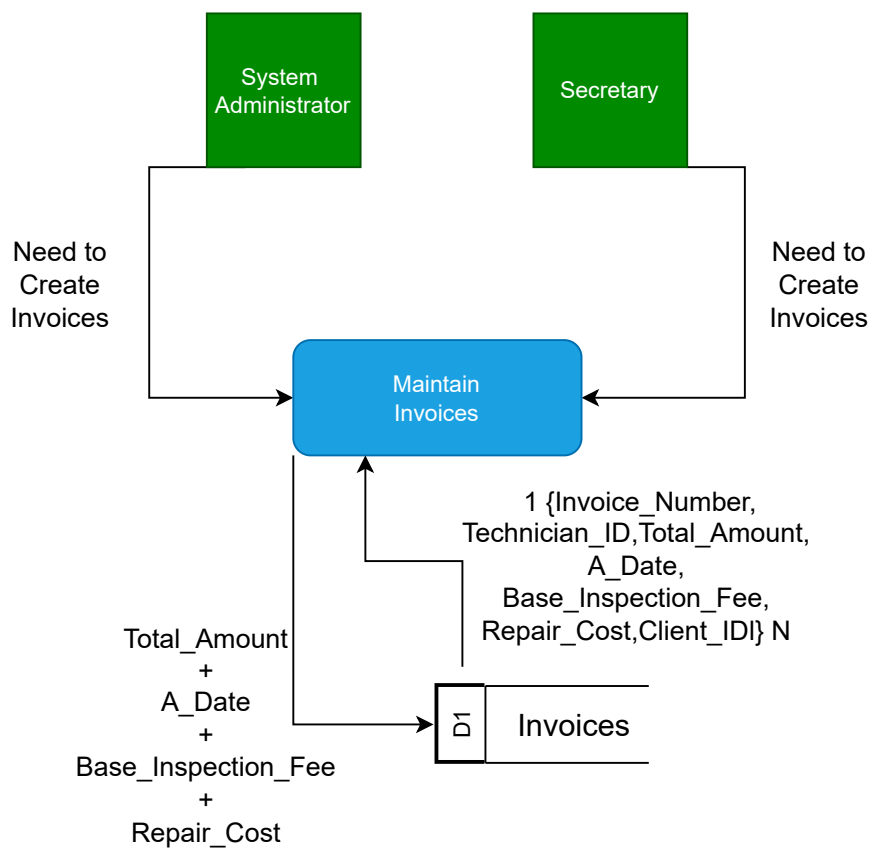 System
Administrator
Secretary
Need to
Create
Invoices
Need to
Create
Invoices
Maintain
Invoices
1 {Invoice_Number,
Technician_ID,Total_Amount,
A_Date,
Base_Inspection_Fee,
Repair_Cost,Client_IDl} N
Total_Amount
+
A_Date
+
Base_Inspection_Fee
+
Repair_Cost
D1
Invoices